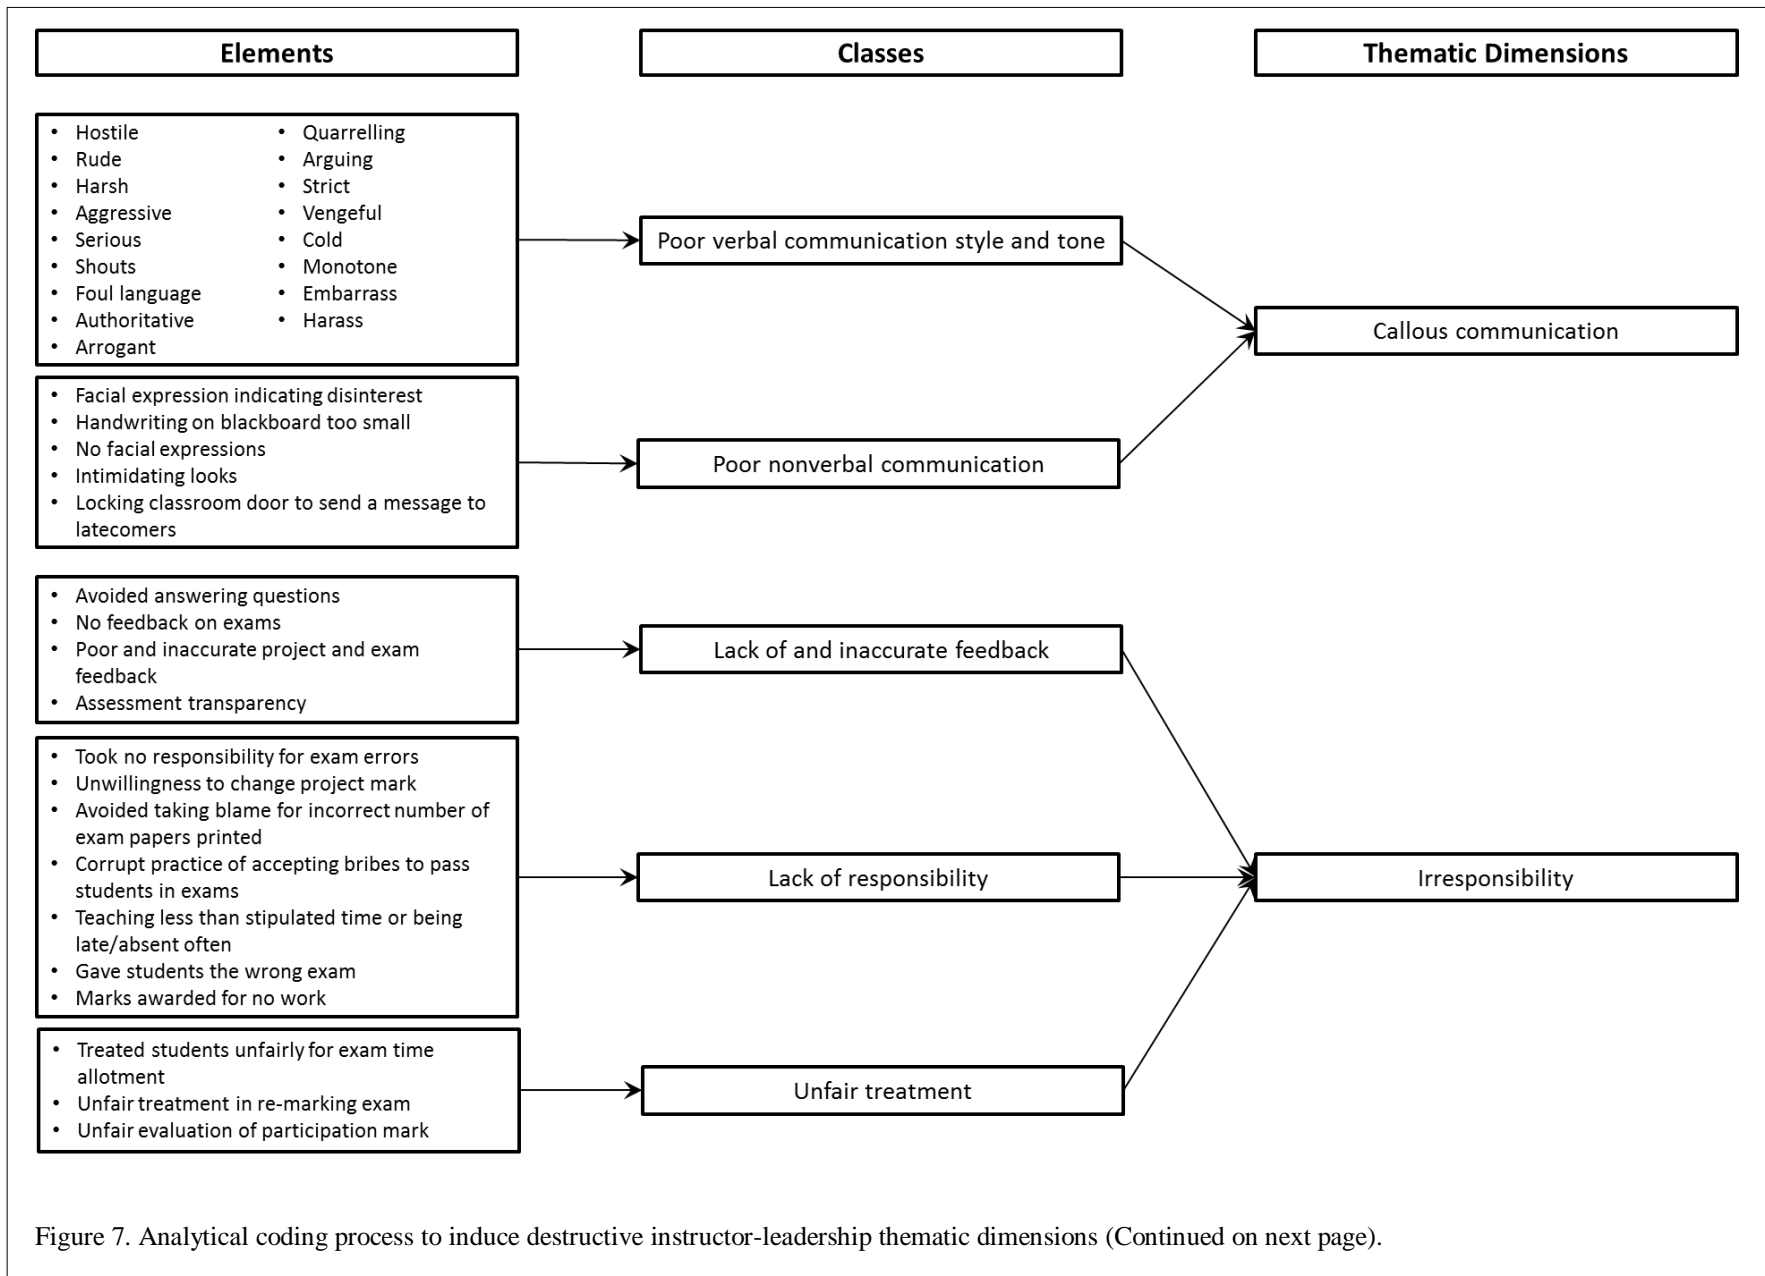 Elements
Classes
Thematic Dimensions
• Hostile
• Rude
• Harsh
• Aggressive
• Serious
• Shouts
• Foul language
• Authoritative
• Arrogant
• Quarrelling
• Arguing
• Strict
• Vengeful
• Cold
• Monotone
• Embarrass
• Harass
Poor verbal communication style and tone
Callous communication
• Facial expression indicating disinterest
• Handwriting on blackboard too small
• No facial expressions
• Intimidating looks
• Locking classroom door to send a message to
latecomers
Poor nonverbal communication
• Avoided answering questions
• No feedback on exams
• Poor and inaccurate project and exam
feedback
• Assessment transparency
Lack of and inaccurate feedback
• Took no responsibility for exam errors
• Unwillingness to change project mark
• Avoided taking blame for incorrect number of
exam papers printed
• Corrupt practice of accepting bribes to pass
students in exams
• Teaching less than stipulated time or being
late/absent often
• Gave students the wrong exam
• Marks awarded for no work
Lack of responsibility
Irresponsibility
• Treated students unfairly for exam time
allotment
• Unfair treatment in re-marking exam
• Unfair evaluation of participation mark
Unfair treatment
Figure 7. Analytical coding process to induce destructive instructor-leadership thematic dimensions (Continued on next page).